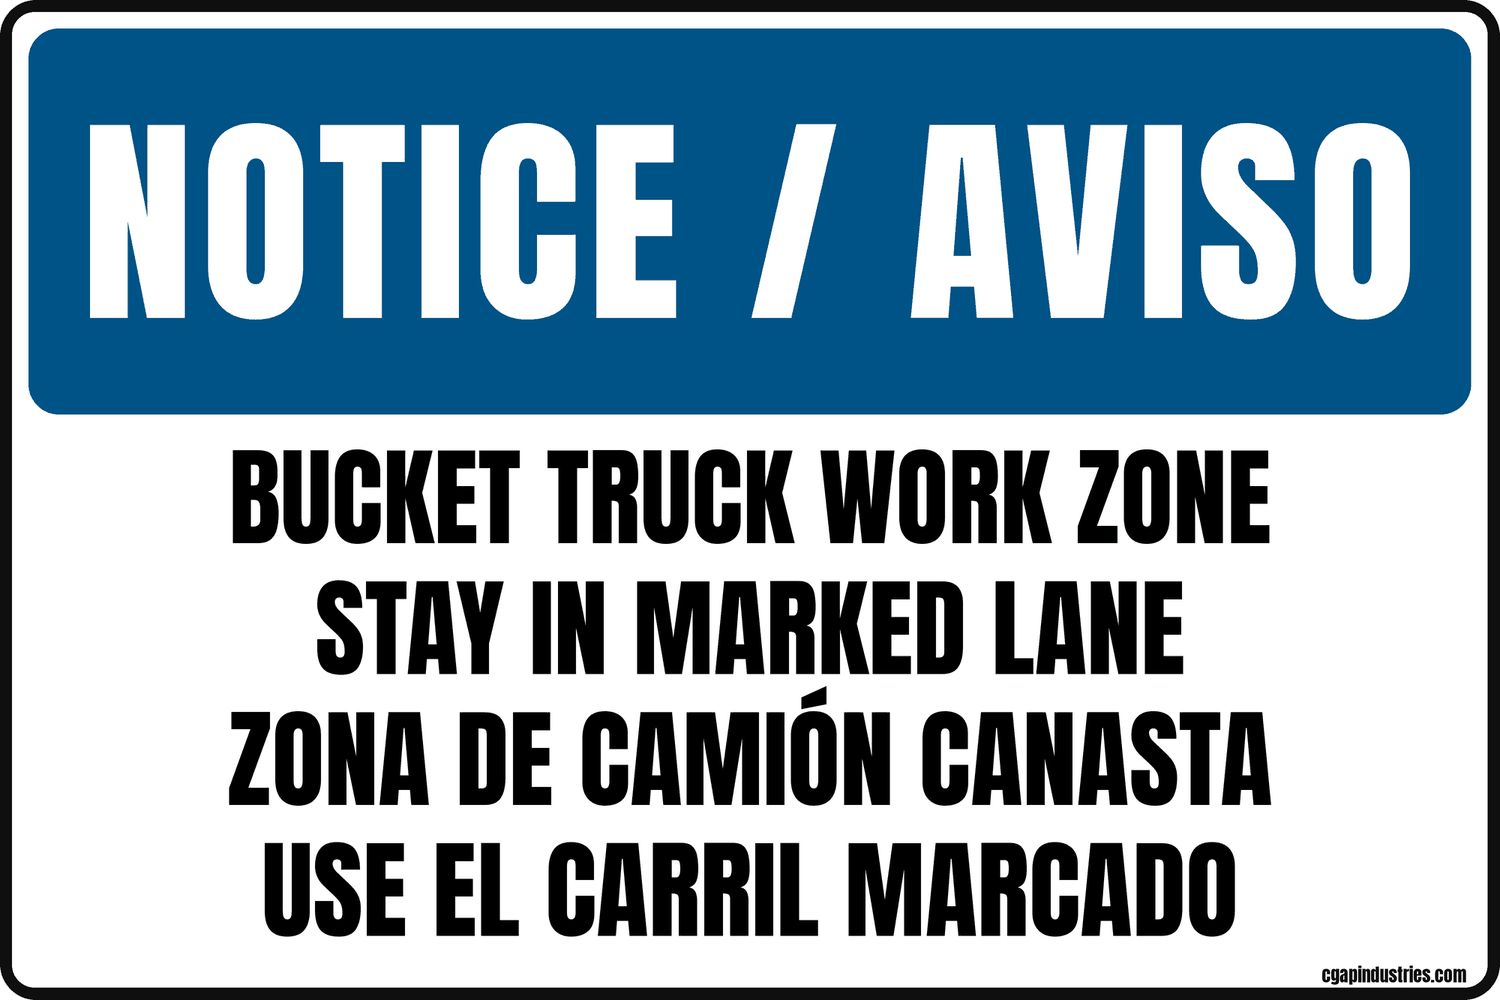 NOTICE / AVISO
BUCKET TRUCK WORK ZONE
STAY IN MARKED LANE
ZONA DE CAMIÓN CANASTA
USE EL CARRIL MARCADO
cgapindustries.com